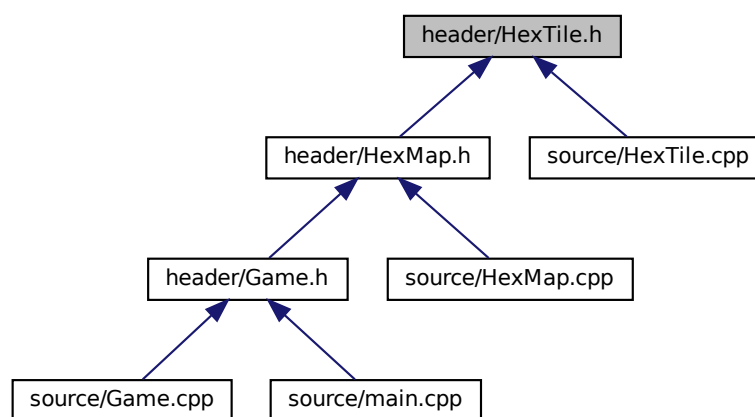 header/HexTile.h
header/HexMap.h
source/HexTile.cpp
header/Game.h
source/HexMap.cpp
source/Game.cpp
source/main.cpp